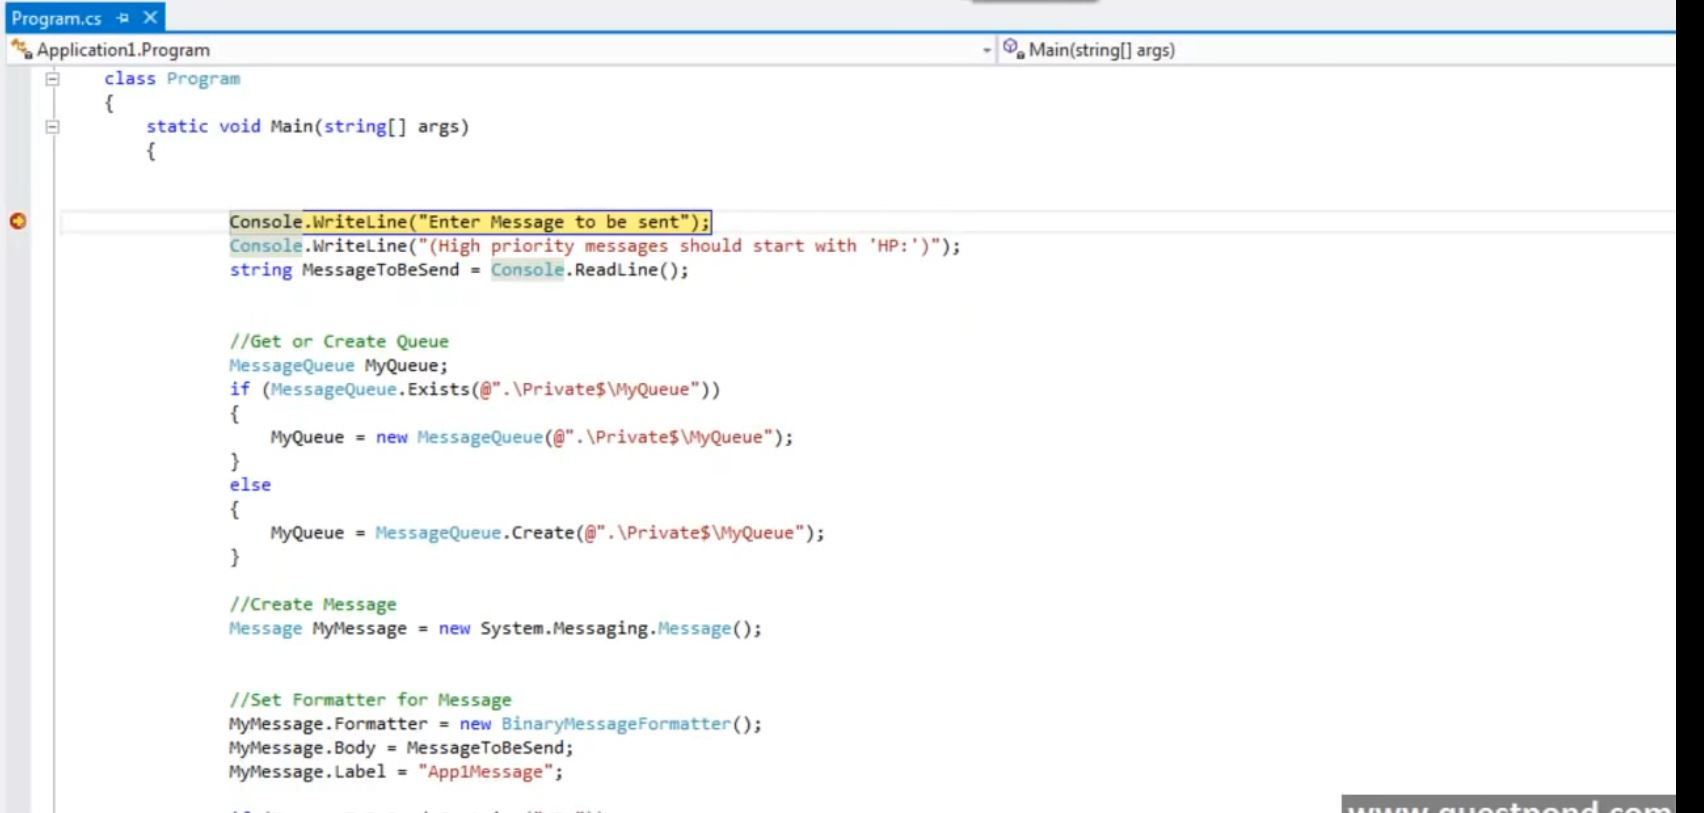 Program.cs
Application1.Program
Main(string[] args)
class Program
{
static void Main(string[] args)
{
Console.WriteLine("Enter Message to be sent");
Console.WriteLine("(High priority messages should start with 'HP:')");
string MessageToBeSend = Console.ReadLine();
//Get or Create Queue
MessageQueue MyQueue;
if (MessageQueue.Exists(@".\Private$\MyQueue"))
{
MyQueue = new MessageQueue(@".\Private$\MyQueue");
}
else
{
MyQueue = MessageQueue.Create(@".\Private$\MyQueue");
}
//Create Message
Message MyMessage = new System.Messaging.Message();
//Set Formatter for Message
MyMessage.Formatter = new BinaryMessageFormatter();
MyMessage.Body = MessageToBeSend;
MyMessage.Label = "App1Message";
www.questpond.com